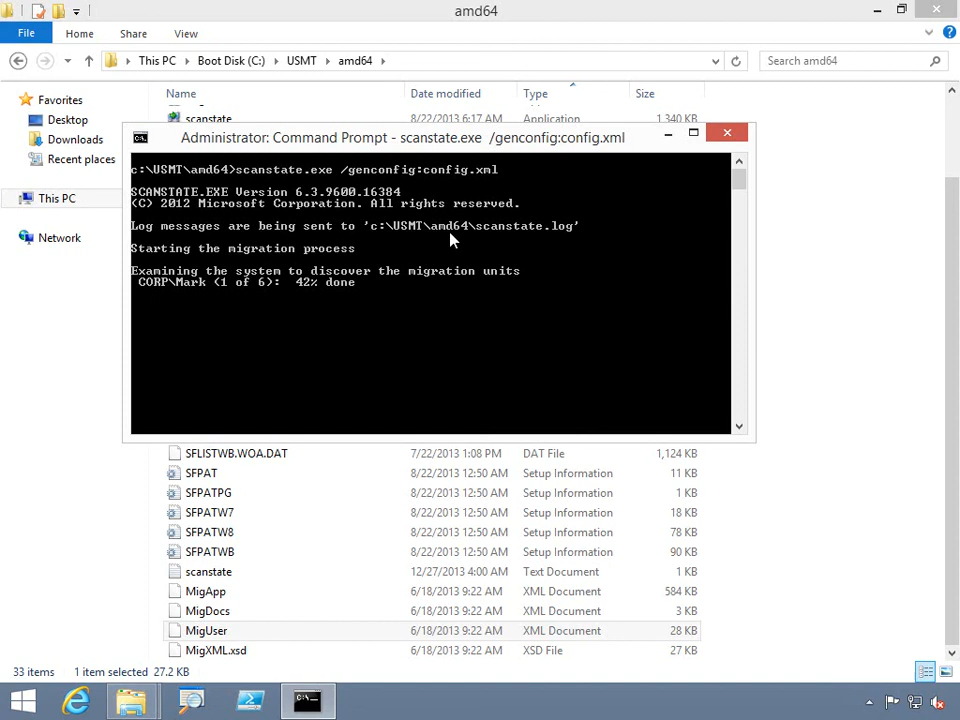 amd64
File Home Share View
This PC Boot Disk (C:) USMT amd64 Search amd64
Name Date modified Type Size
Favorites
Desktop
Downloads
Recent places
This PC
Network
scanstate 8/22/2013 6:17 AM Application 1,340 KB
Administrator: Command Prompt - scanstate.exe /genconfig:config.xml
c:\USMT\amd64>scanstate.exe /genconfig:config.xml
SCANSTATE.EXE Version 6.3.9600.16384
(C) 2012 Microsoft Corporation. All rights reserved.
Log messages are being sent to 'c:\USMT\amd64\scanstate.log'
Starting the migration process
Examining the system to discover the migration units
CORP\Mark (1 of 6): 42% done
SFLISTWB.WOA.DAT 7/22/2013 1:08 PM DAT File 1,124 KB
SFPAT 8/22/2013 12:50 AM Setup Information 11 KB
SFPATPG 8/22/2013 12:50 AM Setup Information 1 KB
SFPATW7 8/22/2013 12:50 AM Setup Information 18 KB
SFPATW8 8/22/2013 12:50 AM Setup Information 78 KB
SFPATWB 8/22/2013 12:50 AM Setup Information 90 KB
scanstate 12/27/2013 4:00 AM Text Document 1 KB
MigApp 6/18/2013 9:22 AM XML Document 584 KB
MigDocs 6/18/2013 9:22 AM XML Document 3 KB
MigUser 6/18/2013 9:22 AM XML Document 28 KB
MigXML.xsd 6/18/2013 9:22 AM XSD File 27 KB
33 items 1 item selected 27.2 KB